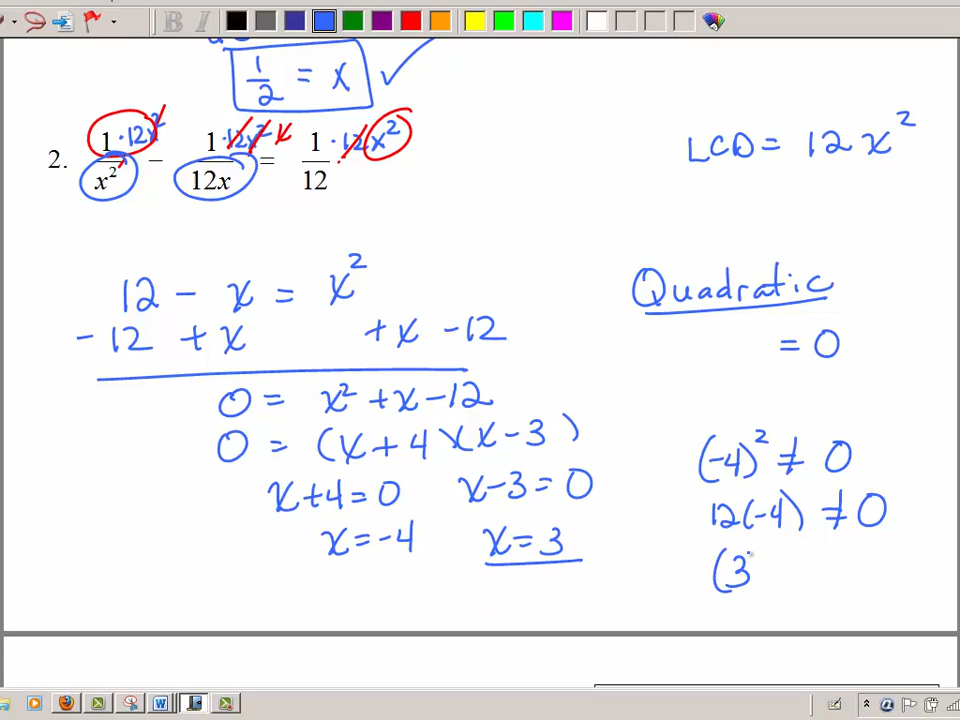 B I
1/2 = x ✓
2. 1·12x²/x² − 1·12x² x/12x = 1·12x²/12
LCD = 12x²
12 − x = x²
Quadratic
−12 + x + x −12
= 0
0 = x² + x − 12
0 = (x + 4)(x − 3)
(−4)² ≠ 0
x + 4 = 0 x − 3 = 0
12(−4) ≠ 0
x = −4 x = 3
(3